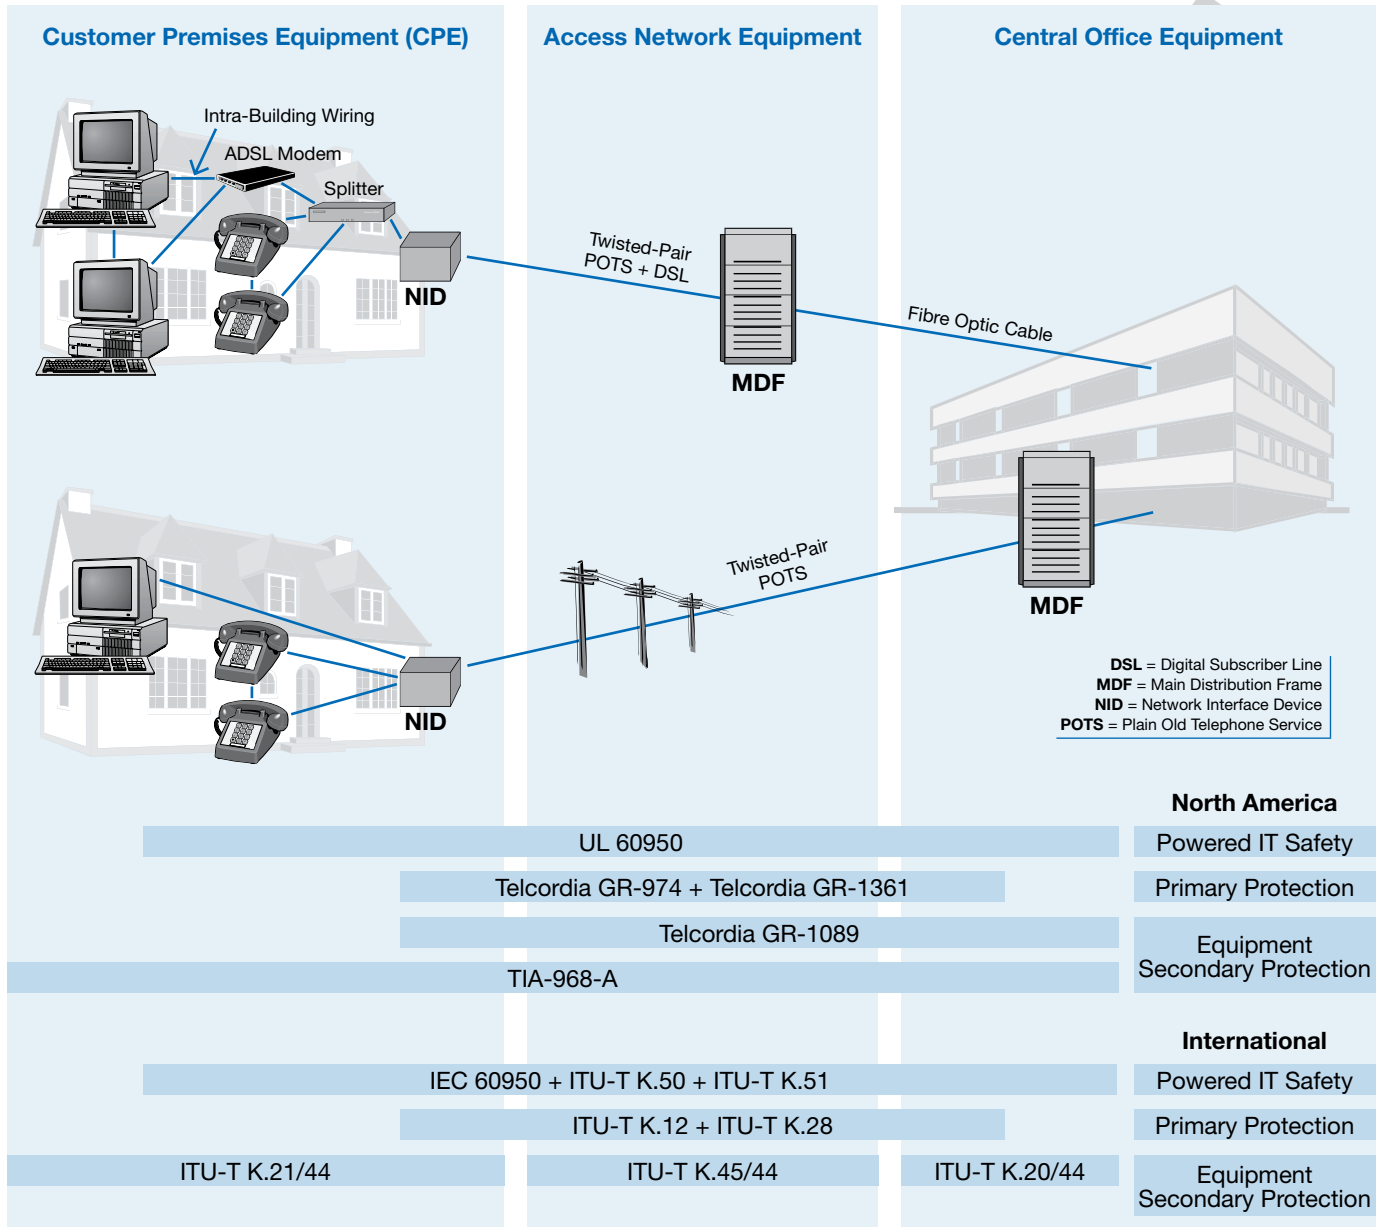 Customer Premises Equipment (CPE)
Access Network Equipment
Central Office Equipment
Intra-Building Wiring
ADSL Modem
Splitter
NID
Twisted-Pair
POTS + DSL
MDF
Fibre Optic Cable
NID
Twisted-Pair
POTS
MDF
DSL = Digital Subscriber Line
MDF = Main Distribution Frame
NID = Network Interface Device
POTS = Plain Old Telephone Service
North America
UL 60950
Powered IT Safety
Telcordia GR-974 + Telcordia GR-1361
Primary Protection
Telcordia GR-1089
TIA-968-A
Equipment
Secondary Protection
International
IEC 60950 + ITU-T K.50 + ITU-T K.51
Powered IT Safety
ITU-T K.12 + ITU-T K.28
Primary Protection
ITU-T K.21/44
ITU-T K.45/44
ITU-T K.20/44
Equipment
Secondary Protection